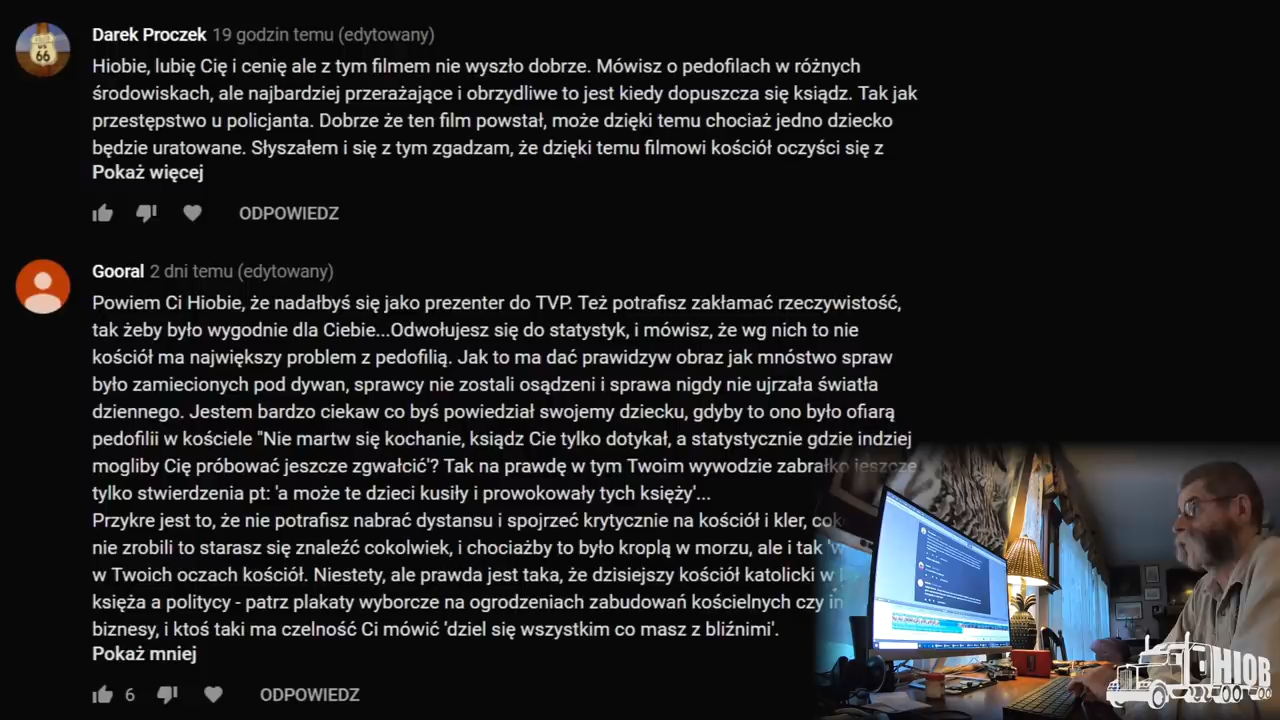 Darek Proczek 19 godzin temu (edytowany)
Hiobie, lubię Cię i cenię ale z tym filmem nie wyszło dobrze. Mówisz o pedofilach w różnych
środowiskach, ale najbardziej przerażające i obrzydliwe to jest kiedy dopuszcza się ksiądz. Tak jak
przestępstwo u policjanta. Dobrze że ten film powstał, może dzięki temu chociaż jedno dziecko
będzie uratowane. Słyszałem i się z tym zgadzam, że dzięki temu filmowi kościół oczyści się z
Pokaż więcej
ODPOWIEDZ
Gooral 2 dni temu (edytowany)
Powiem Ci Hiobie, że nadałbyś się jako prezenter do TVP. Też potrafisz zakłamać rzeczywistość,
tak żeby było wygodnie dla Ciebie...Odwołujesz się do statystyk, i mówisz, że wg nich to nie
kościół ma największy problem z pedofilią. Jak to ma dać prawidzyw obraz jak mnóstwo spraw
było zamiecionych pod dywan, sprawcy nie zostali osądzeni i sprawa nigdy nie ujrzała światła
dziennego. Jestem bardzo ciekaw co byś powiedział swojemy dziecku, gdyby to ono było ofiarą
pedofilii w kościele "Nie martw się kochanie, ksiądz Cie tylko dotykał, a statystycznie gdzie indziej
mogliby Cię próbować jeszcze zgwałcić'? Tak na prawdę w tym Twoim wywodzie zabrałko jeszcze
tylko stwierdzenia pt: 'a może te dzieci kusiły i prowokowały tych księży'...
Przykre jest to, że nie potrafisz nabrać dystansu i spojrzeć krytycznie na kościół i kler, cok
nie zrobili to starasz się znaleźć cokolwiek, i chociażby to było kroplą w morzu, ale i tak 'w
w Twoich oczach kościół. Niestety, ale prawda jest taka, że dzisiejszy kościół katolicki w
księża a politycy - patrz plakaty wyborcze na ogrodzeniach zabudowań kościelnych czy in
biznesy, i ktoś taki ma czelność Ci mówić 'dziel się wszystkim co masz z bliźnimi'.
Pokaż mniej
6 ODPOWIEDZ
HIOB